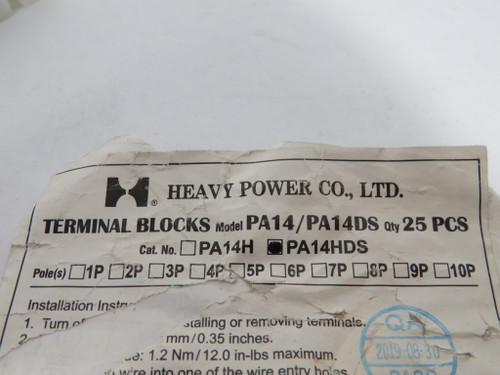 ® HEAVY POWER CO., LTD.
TERMINAL BLOCKS Model PA14/PA14DS Qty 25 PCS
Cat. No. □ PA14H ■ PA14HDS
Pole(s) □ 1P □ 2P □ 3P □ 4P □ 5P □ 6P □ 7P □ 8P □ 9P □ 10P
Installation
1. Turn installing or removing terminals.
mm/0.35 inches.
1.2 Nm/12.0 in-lbs maximum.
wire into one of the wire entry holes.
QA
2019 08-30